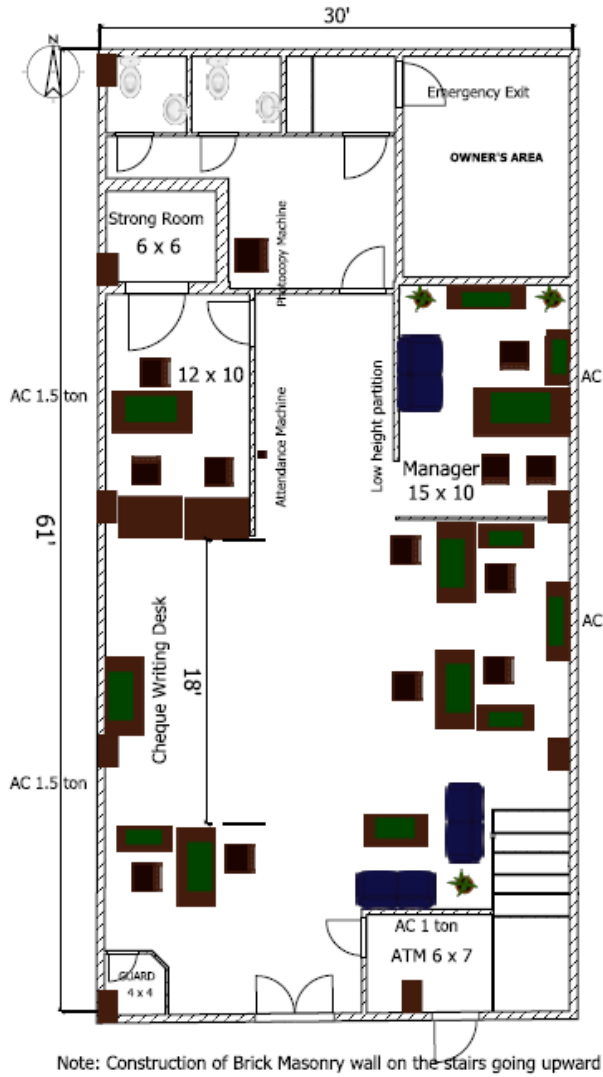 30'
N
Emergency Exit
OWNER'S AREA
Strong Room
6 x 6
Photocopy Machine
12 x 10
AC 1.5 ton
AC
Attendance Machine
Low height partition
Manager
15 x 10
61'
Cheque Writing Desk
18'
AC
AC 1.5 ton
AC 1 ton
ATM 6 x 7
GUARD
4 x 4
Note: Construction of Brick Masonry wall on the stairs going upward